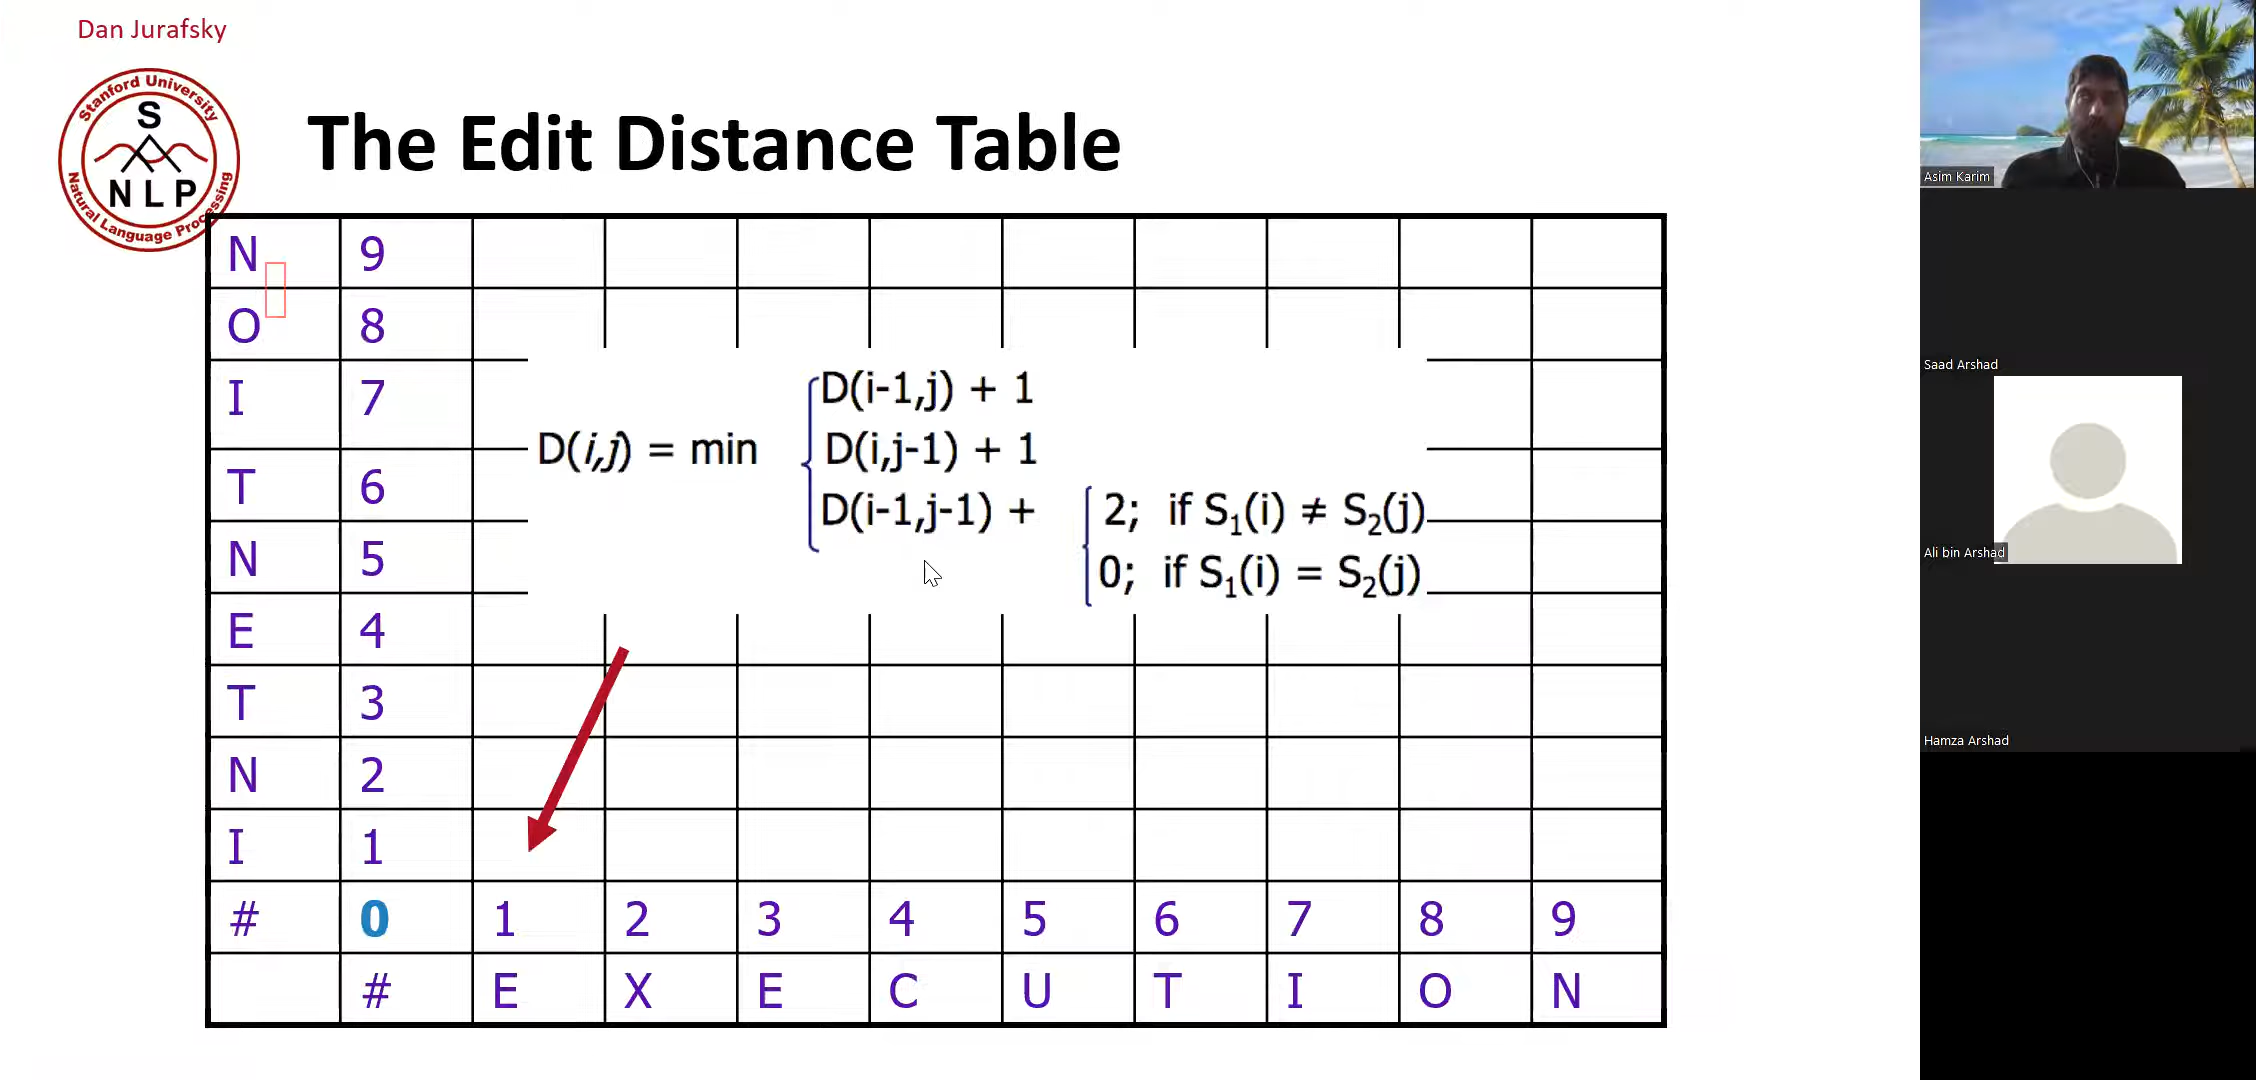 Dan Jurafsky
Stanford University
S
NLP
Natural Language Processing
The Edit Distance Table
N 9
O 8
I 7
T 6
N 5
E 4
T 3
N 2
I 1
# 0 1 2 3 4 5 6 7 8 9
# E X E C U T I O N
D(i,j) = min
D(i-1,j) + 1
D(i,j-1) + 1
D(i-1,j-1) +
2; if S₁(i) ≠ S₂(j)
0; if S₁(i) = S₂(j)
Asim Karim
Saad Arshad
Ali bin Arshad
Hamza Arshad